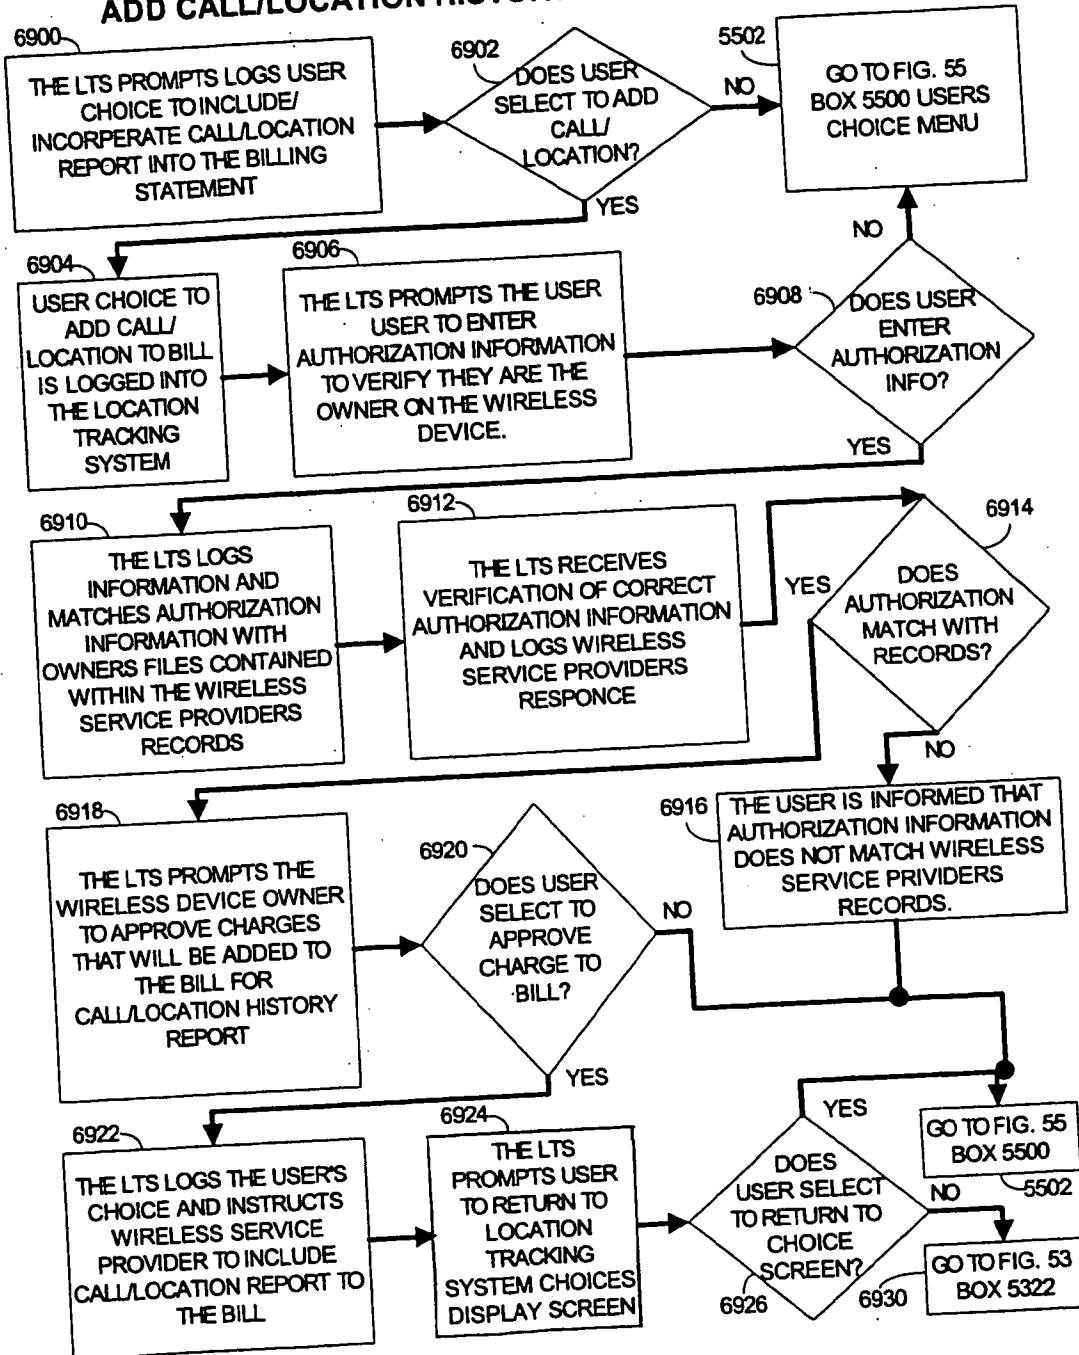 ADD CALL/LOCATION
6900
THE LTS PROMPTS LOGS USER
CHOICE TO INCLUDE/
INCORPERATE CALL/LOCATION
REPORT INTO THE BILLING
STATEMENT
6902
DOES USER
SELECT TO ADD
CALL/
LOCATION?
NO
YES
5502
GO TO FIG. 55
BOX 5500 USERS
CHOICE MENU
6904
USER CHOICE TO
ADD CALL/
LOCATION TO BILL
IS LOGGED INTO
THE LOCATION
TRACKING
SYSTEM
6906
THE LTS PROMPTS THE USER
USER TO ENTER
AUTHORIZATION INFORMATION
TO VERIFY THEY ARE THE
OWNER ON THE WIRELESS
DEVICE.
6908
DOES USER
ENTER
AUTHORIZATION
INFO?
NO
YES
6910
THE LTS LOGS
INFORMATION AND
MATCHES AUTHORIZATION
INFORMATION WITH
OWNERS FILES CONTAINED
WITHIN THE WIRELESS
SERVICE PROVIDERS
RECORDS
6912
THE LTS RECEIVES
VERIFICATION OF CORRECT
AUTHORIZATION INFORMATION
AND LOGS WIRELESS
SERVICE PROVIDERS
RESPONCE
6914
DOES
AUTHORIZATION
MATCH WITH
RECORDS?
YES
NO
6916
THE USER IS INFORMED THAT
AUTHORIZATION INFORMATION
DOES NOT MATCH WIRELESS
SERVICE PRIVIDERS
RECORDS.
6918
THE LTS PROMPTS THE
WIRELESS DEVICE OWNER
TO APPROVE CHARGES
THAT WILL BE ADDED TO
THE BILL FOR
CALL/LOCATION HISTORY
REPORT
6920
DOES USER
SELECT TO
APPROVE
CHARGE TO
BILL?
NO
YES
6922
THE LTS LOGS THE USER'S
CHOICE AND INSTRUCTS
WIRELESS SERVICE
PROVIDER TO INCLUDE
CALL/LOCATION REPORT TO
THE BILL
6924
THE LTS
PROMPTS USER
TO RETURN TO
LOCATION
TRACKING
SYSTEM CHOICES
DISPLAY SCREEN
6926
DOES
USER SELECT
TO RETURN TO
CHOICE
SCREEN?
YES
NO
GO TO FIG. 55
BOX 5500
5502
6930
GO TO FIG. 53
BOX 5322